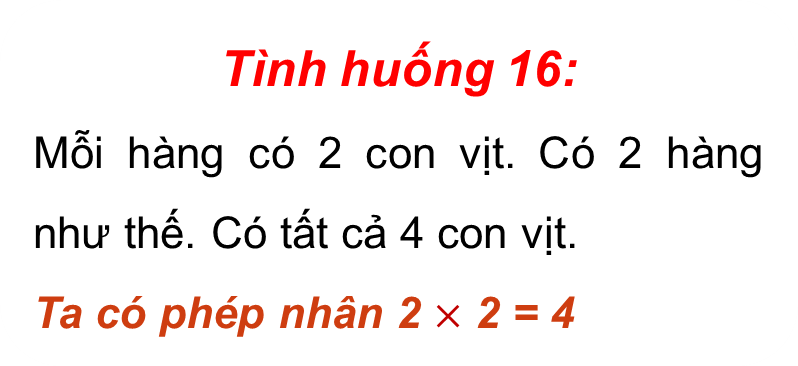 Tình huống 16:
Mỗi hàng có 2 con vịt. Có 2 hàng
như thế. Có tất cả 4 con vịt.
Ta có phép nhân 2 × 2 = 4